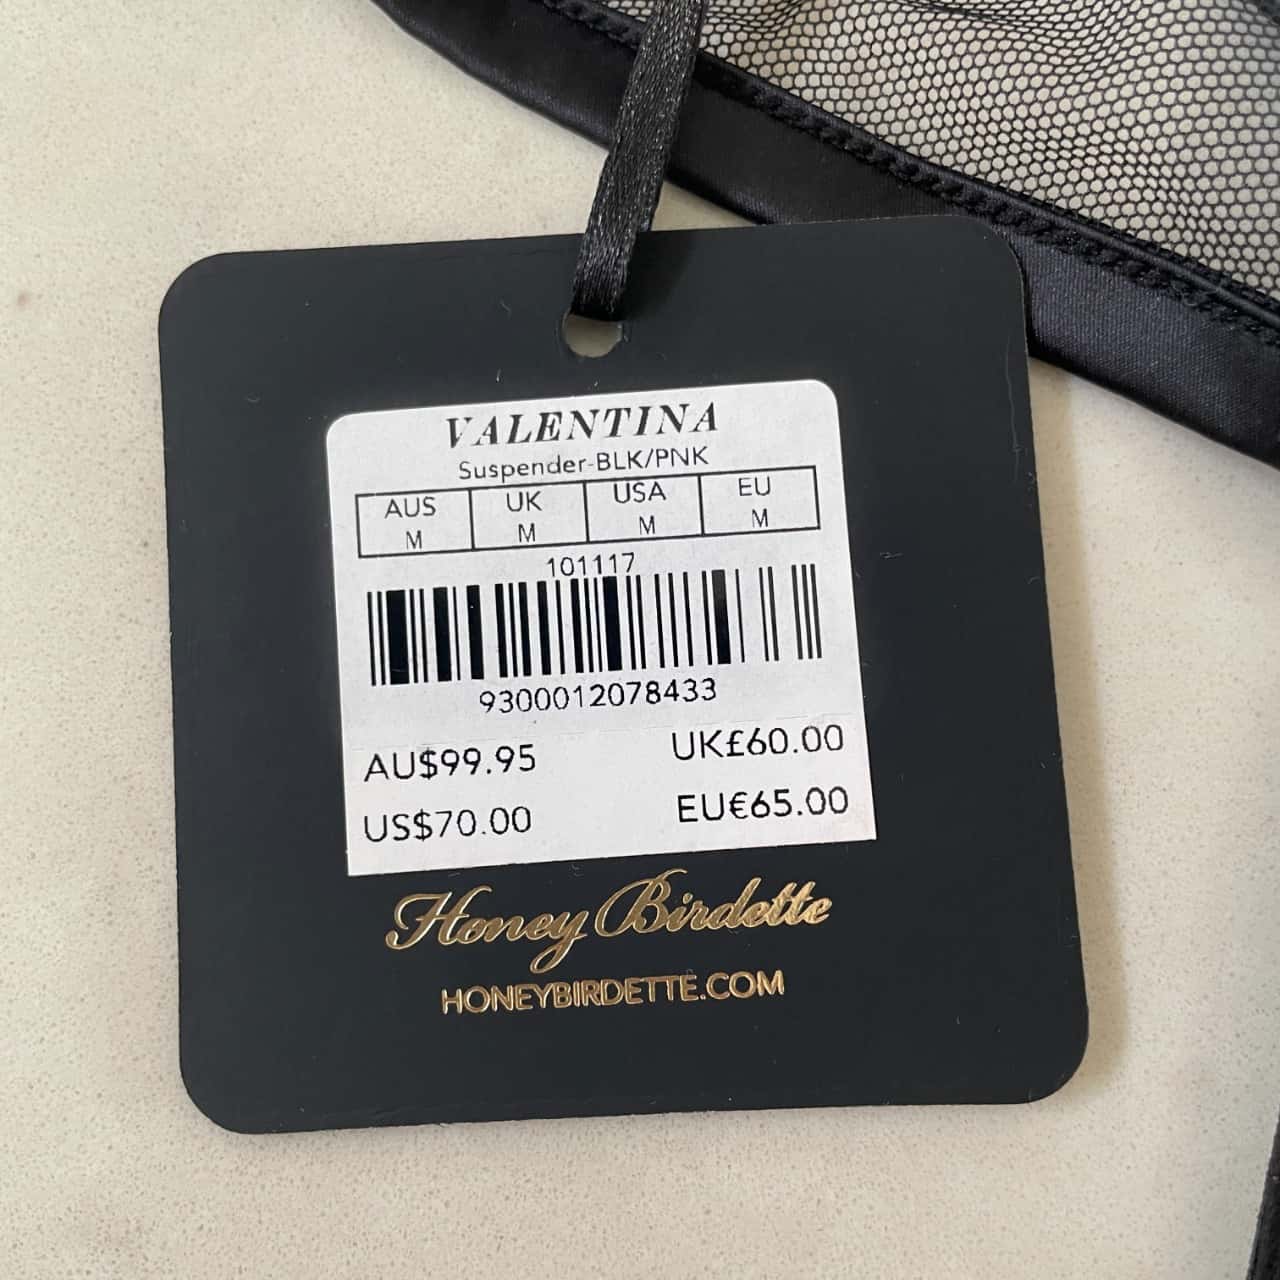 VALENTINA
Suspender-BLK/PNK
AUS UK USA EU
M M M M
101117
9300012078433
AU$99.95 UK£60.00
US$70.00 EU€65.00
Honey Birdette
HONEYBIRDETTE.COM